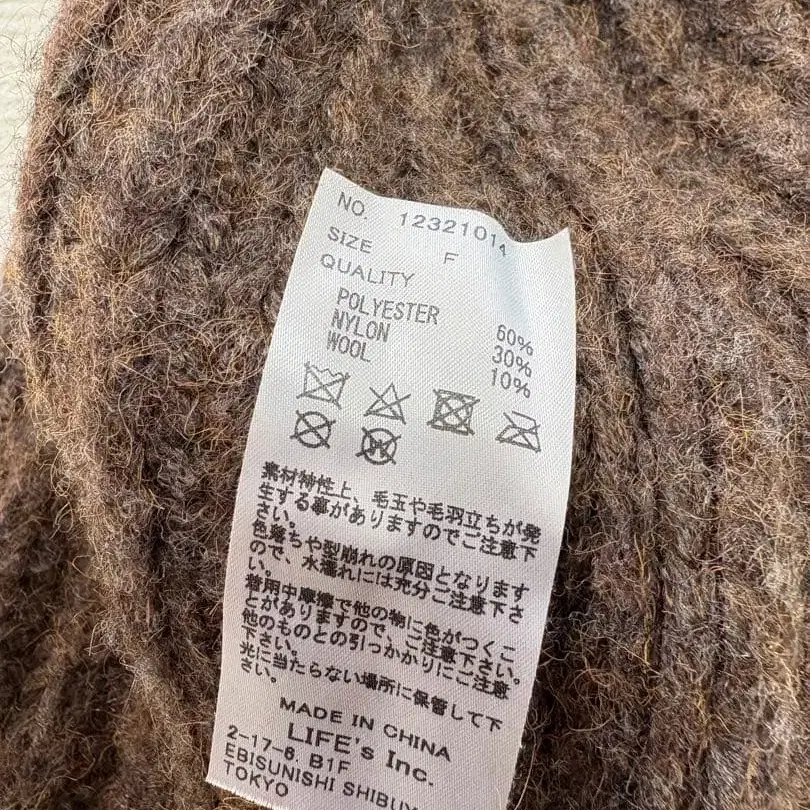 NO. 12321014
SIZE F
QUALITY
POLYESTER 60%
NYLON 30%
WOOL 10%
素材特性上、毛玉や毛羽立ちが発
生する事がありますのでご注意下
さい。
色落ちや型崩れの原因となります
ので、水濡れには充分ご注意下さ
い。
着用中摩擦で他の物に色がつくこ
とがありますので、ご注意下さい。
他のものとの引っかかりにご注意
下さい。
光に当たらない場所に保管して下
さい。
MADE IN CHINA
LIFE's Inc.
2-17-6, B1F
EBISUNISHI SHIBUY
TOKYO